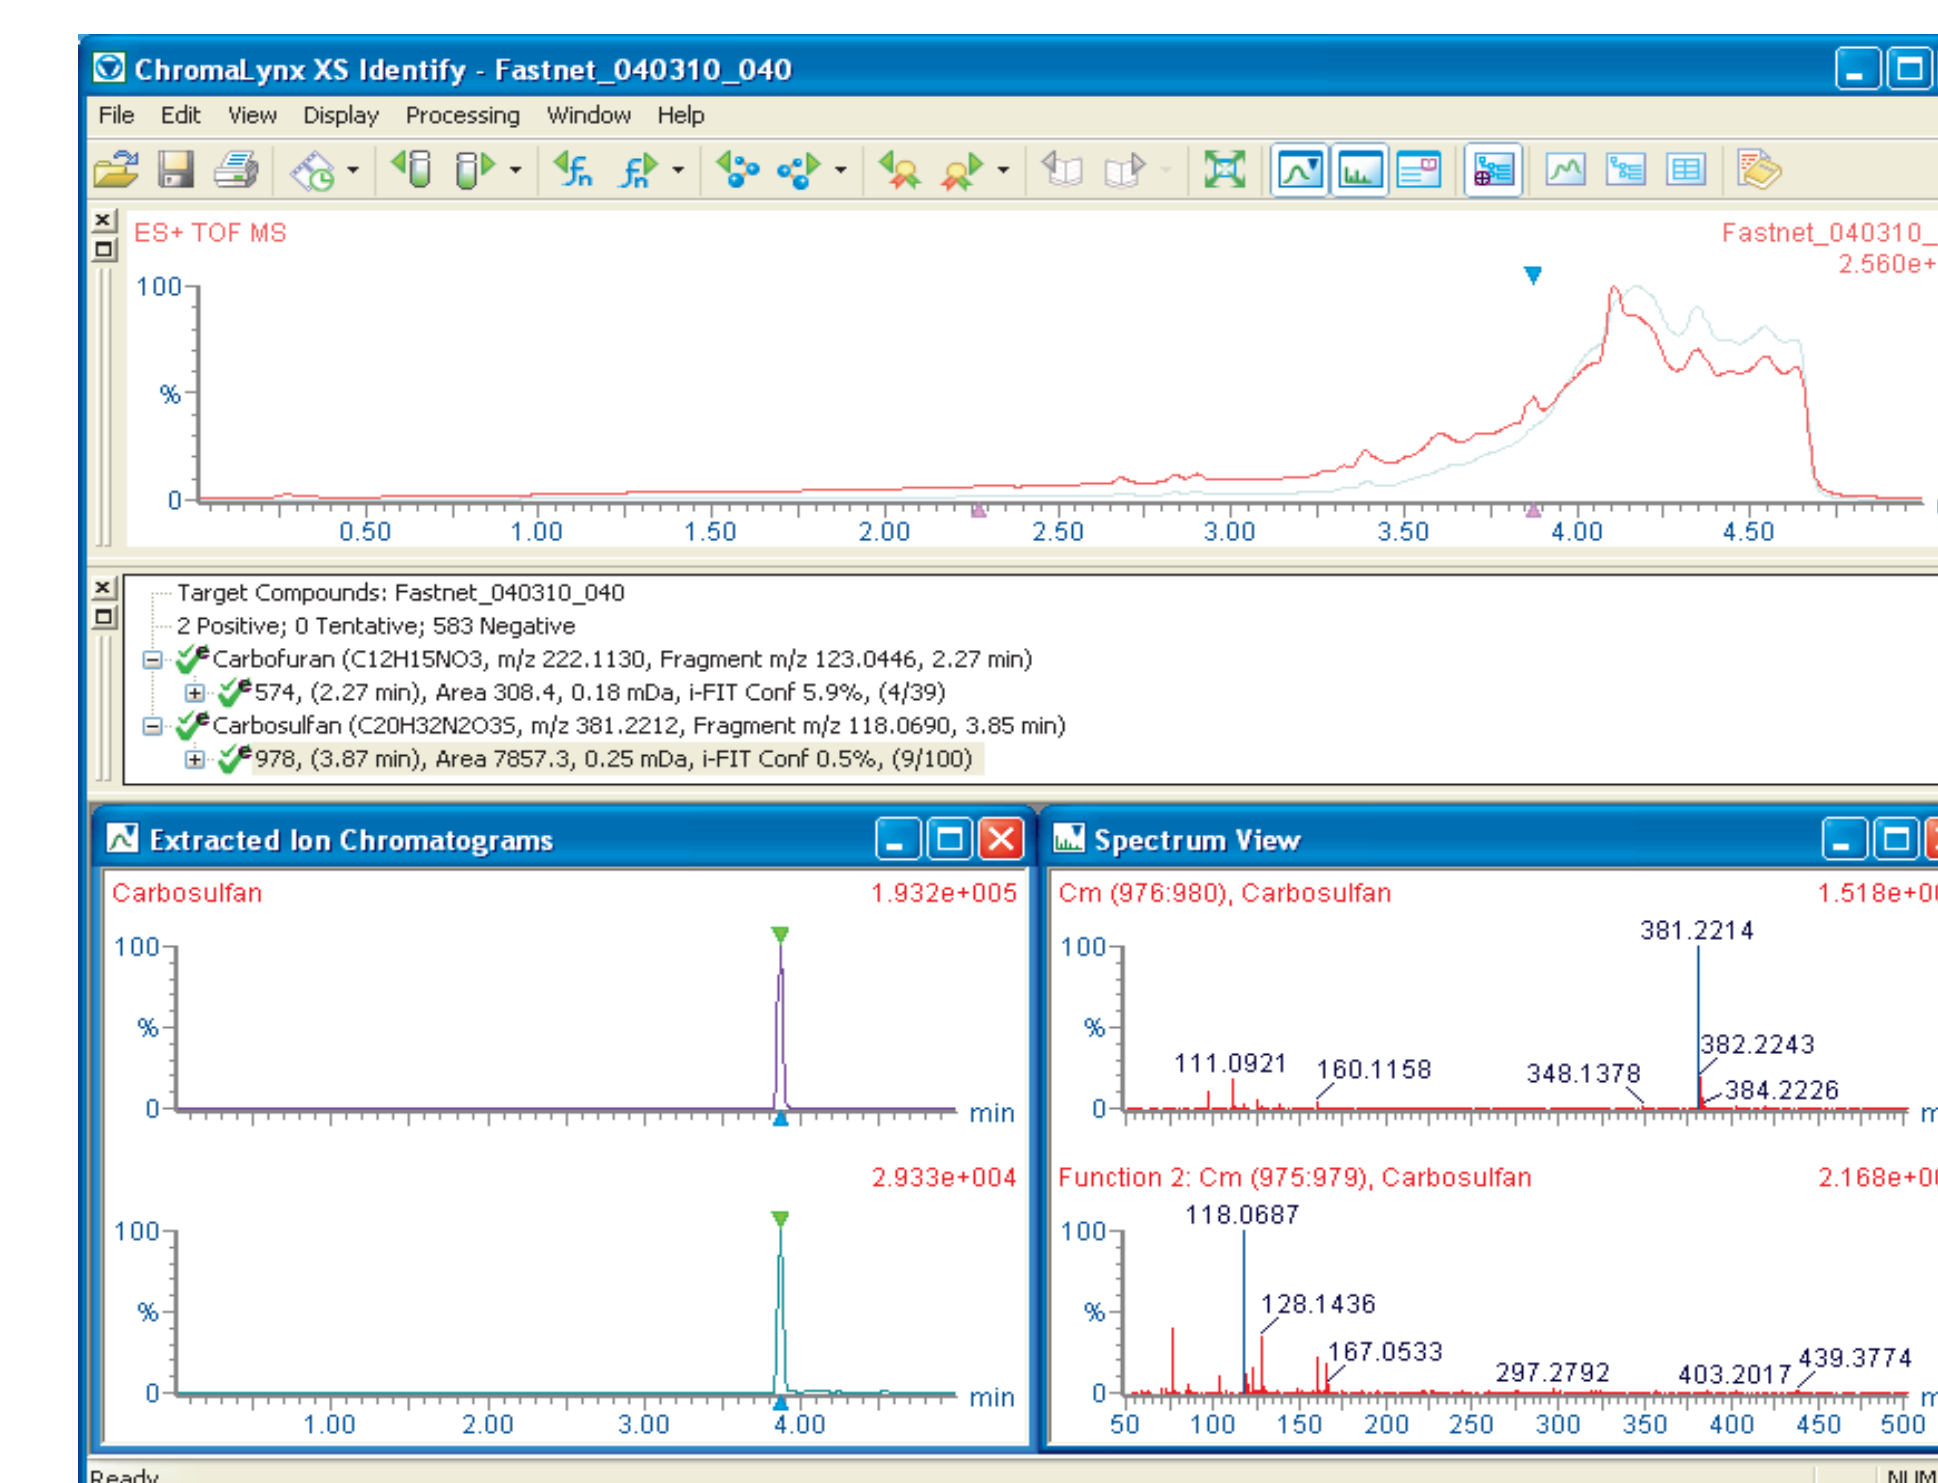 ChromaLynx XS Identify - Fastnet_040310_040
File Edit View Display Processing Window Help
ES+ TOF MS
Fastnet_040310_
2.560e+
100
%
0
0.50 1.00 1.50 2.00 2.50 3.00 3.50 4.00 4.50
Target Compounds: Fastnet_040310_040
2 Positive; 0 Tentative; 583 Negative
Carbofuran (C12H15NO3, m/z 222.1130, Fragment m/z 123.0446, 2.27 min)
574, (2.27 min), Area 308.4, 0.18 mDa, i-FIT Conf 5.9%, (4/39)
Carbosulfan (C20H32N2O3S, m/z 381.2212, Fragment m/z 118.0690, 3.85 min)
978, (3.87 min), Area 7857.3, 0.25 mDa, i-FIT Conf 0.5%, (9/100)
Extracted Ion Chromatograms
Carbosulfan 1.932e+005
100
%
0
min
2.933e+004
100
%
0
min
1.00 2.00 3.00 4.00
Spectrum View
Cm (976:980), Carbosulfan 1.518e+00
381.2214
100
%
382.2243
111.0921 160.1158 348.1378
384.2226
0
m
Function 2: Cm (975:979), Carbosulfan 2.168e+00
118.0687
100
128.1436
%
167.0533
297.2792 403.2017 439.3774
0
m
50 100 150 200 250 300 350 400 450 500
Ready
NUM